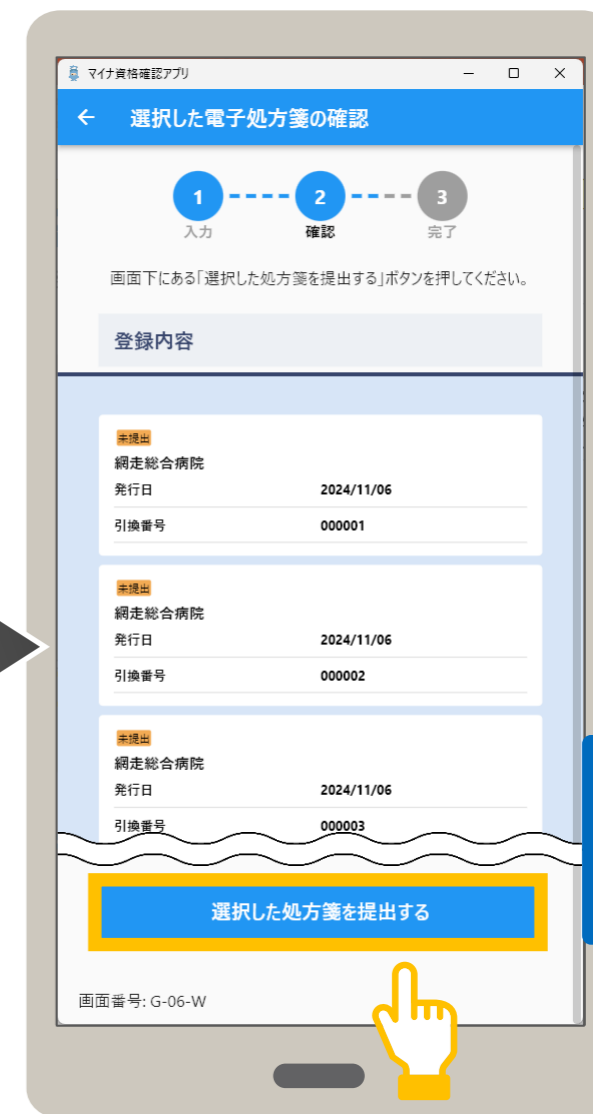 マイナ資格確認アプリ
選択した電子処方箋の確認
1 2 3
入力 確認 完了
画面下にある「選択した処方箋を提出する」ボタンを押してください。
登録内容
未提出
網走総合病院
発行日 2024/11/06
引換番号 000001
未提出
網走総合病院
発行日 2024/11/06
引換番号 000002
未提出
網走総合病院
発行日 2024/11/06
引換番号 000003
選択した処方箋を提出する
画面番号: G-06-W